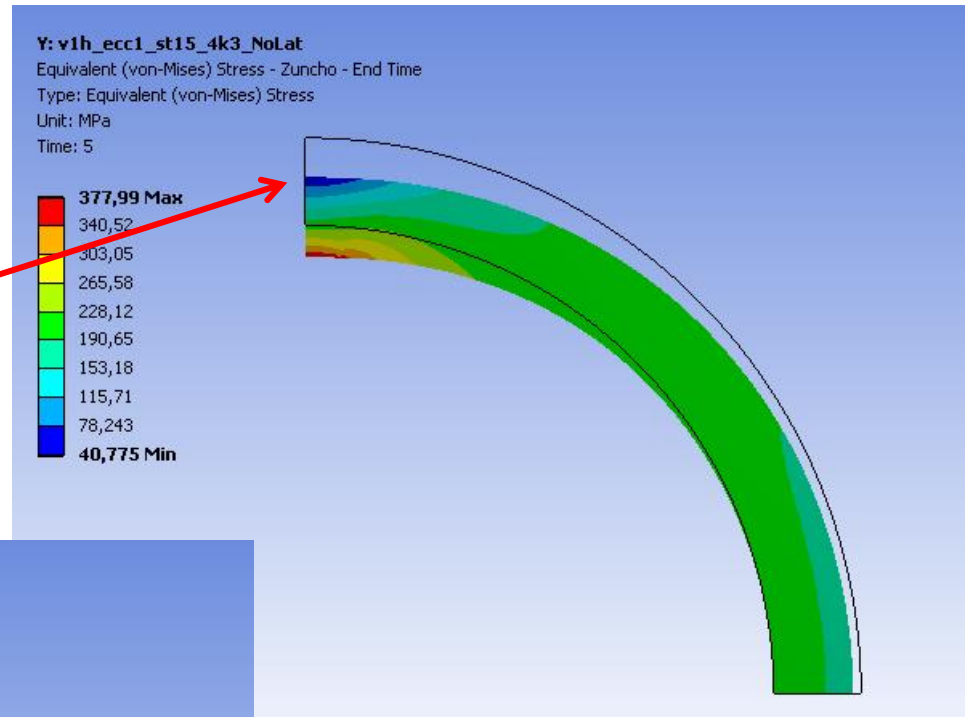 Y: v1h_ecc1_st15_4k3_NoLat
Equivalent (von-Mises) Stress - Zuncho - End Time
Type: Equivalent (von-Mises) Stress
Unit: MPa
Time: 5
377,99 Max
340,52
303,05
265,58
228,12
190,65
153,18
115,71
78,243
40,775 Min